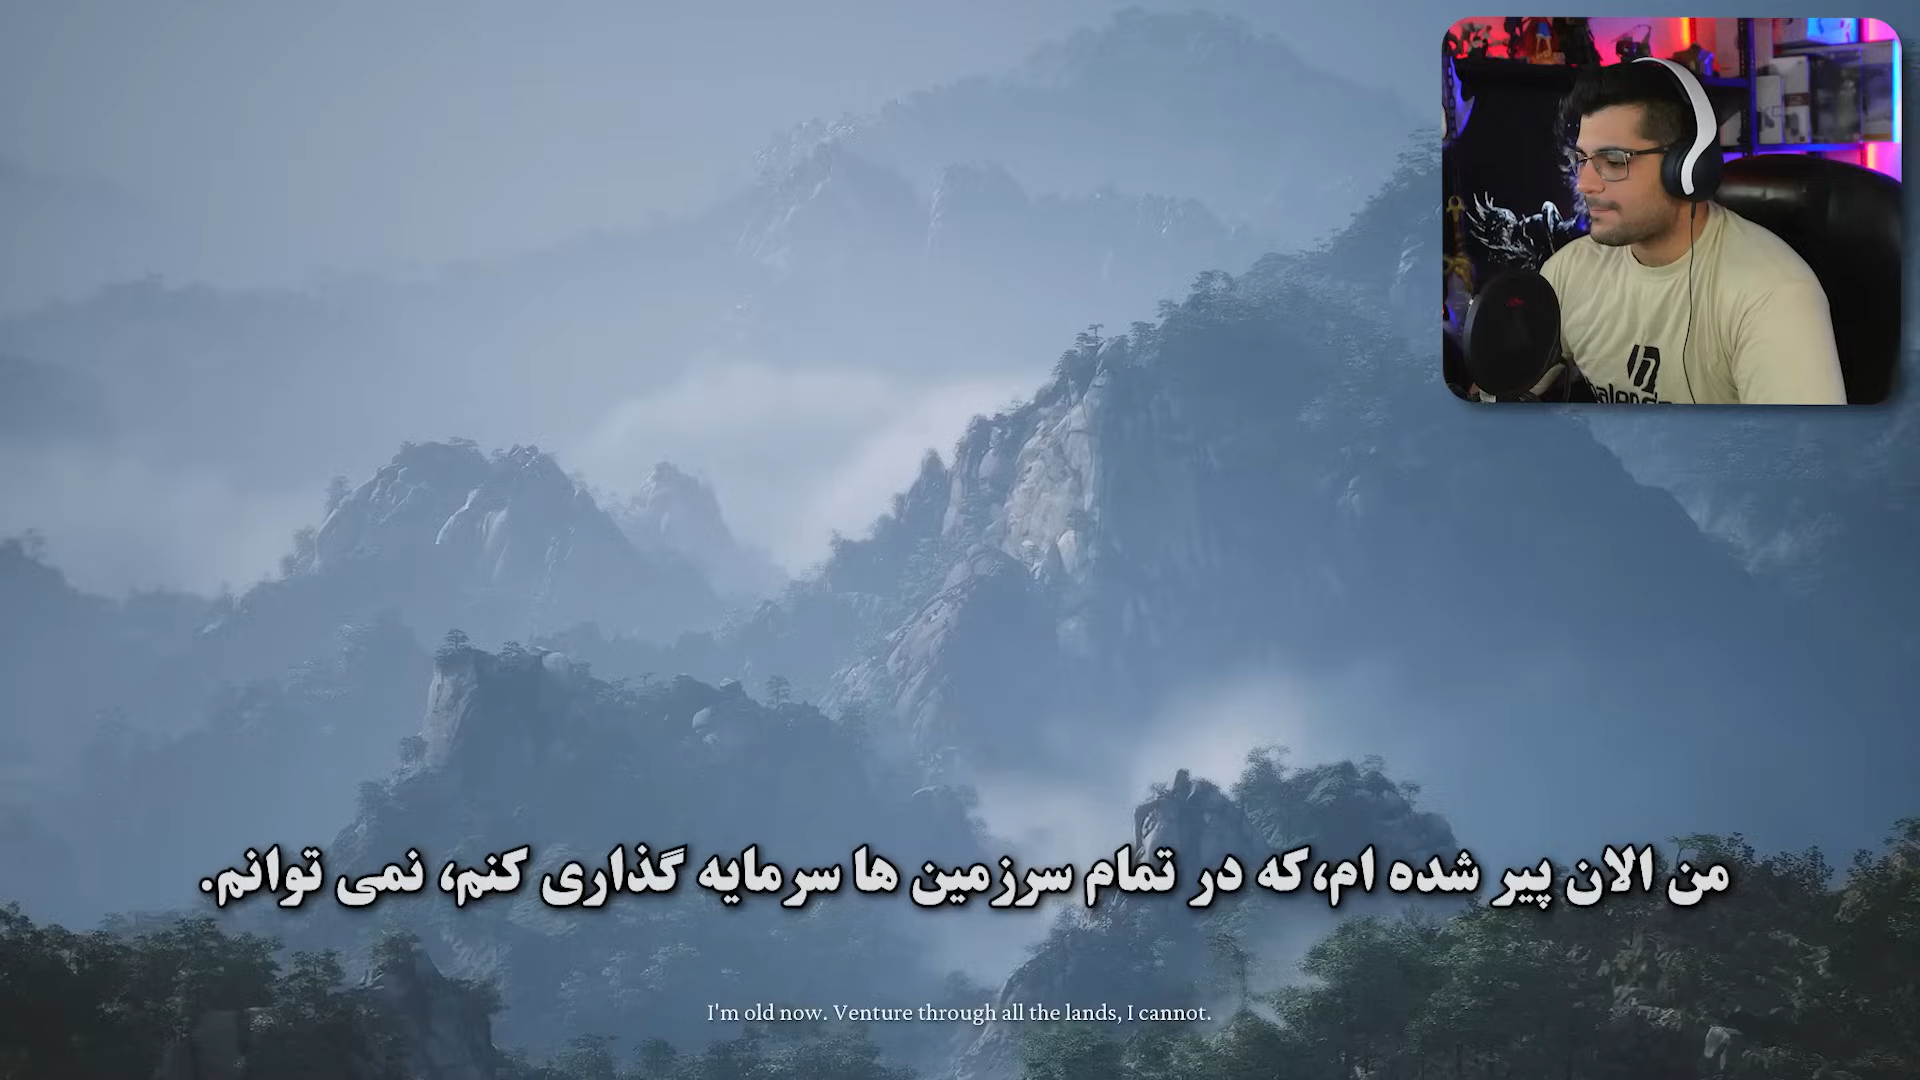 من الان پیر شده ام،که در تمام سرزمین ها سرمایه گذاری کنم، نمی توانم.
I'm old now. Venture through all the lands, I cannot.